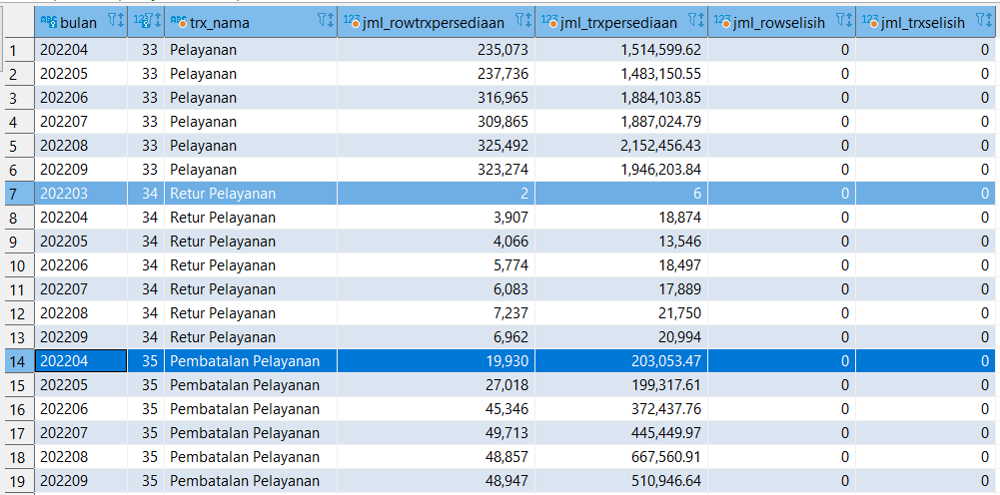 bulan trx_nama jml_rowtrxpersediaan jml_trxpersediaan jml_rowselisih jml_trxselisih
1 202204 33 Pelayanan 235,073 1,514,599.62 0 0
2 202205 33 Pelayanan 237,736 1,483,150.55 0 0
3 202206 33 Pelayanan 316,965 1,884,103.85 0 0
4 202207 33 Pelayanan 309,865 1,887,024.79 0 0
5 202208 33 Pelayanan 325,492 2,152,456.43 0 0
6 202209 33 Pelayanan 323,274 1,946,203.84 0 0
7 202203 34 Retur Pelayanan 2 6 0 0
8 202204 34 Retur Pelayanan 3,907 18,874 0 0
9 202205 34 Retur Pelayanan 4,066 13,546 0 0
10 202206 34 Retur Pelayanan 5,774 18,497 0 0
11 202207 34 Retur Pelayanan 6,083 17,889 0 0
12 202208 34 Retur Pelayanan 7,237 21,750 0 0
13 202209 34 Retur Pelayanan 6,962 20,994 0 0
14 202204 35 Pembatalan Pelayanan 19,930 203,053.47 0 0
15 202205 35 Pembatalan Pelayanan 27,018 199,317.61 0 0
16 202206 35 Pembatalan Pelayanan 45,346 372,437.76 0 0
17 202207 35 Pembatalan Pelayanan 49,713 445,449.97 0 0
18 202208 35 Pembatalan Pelayanan 48,857 667,560.91 0 0
19 202209 35 Pembatalan Pelayanan 48,947 510,946.64 0 0